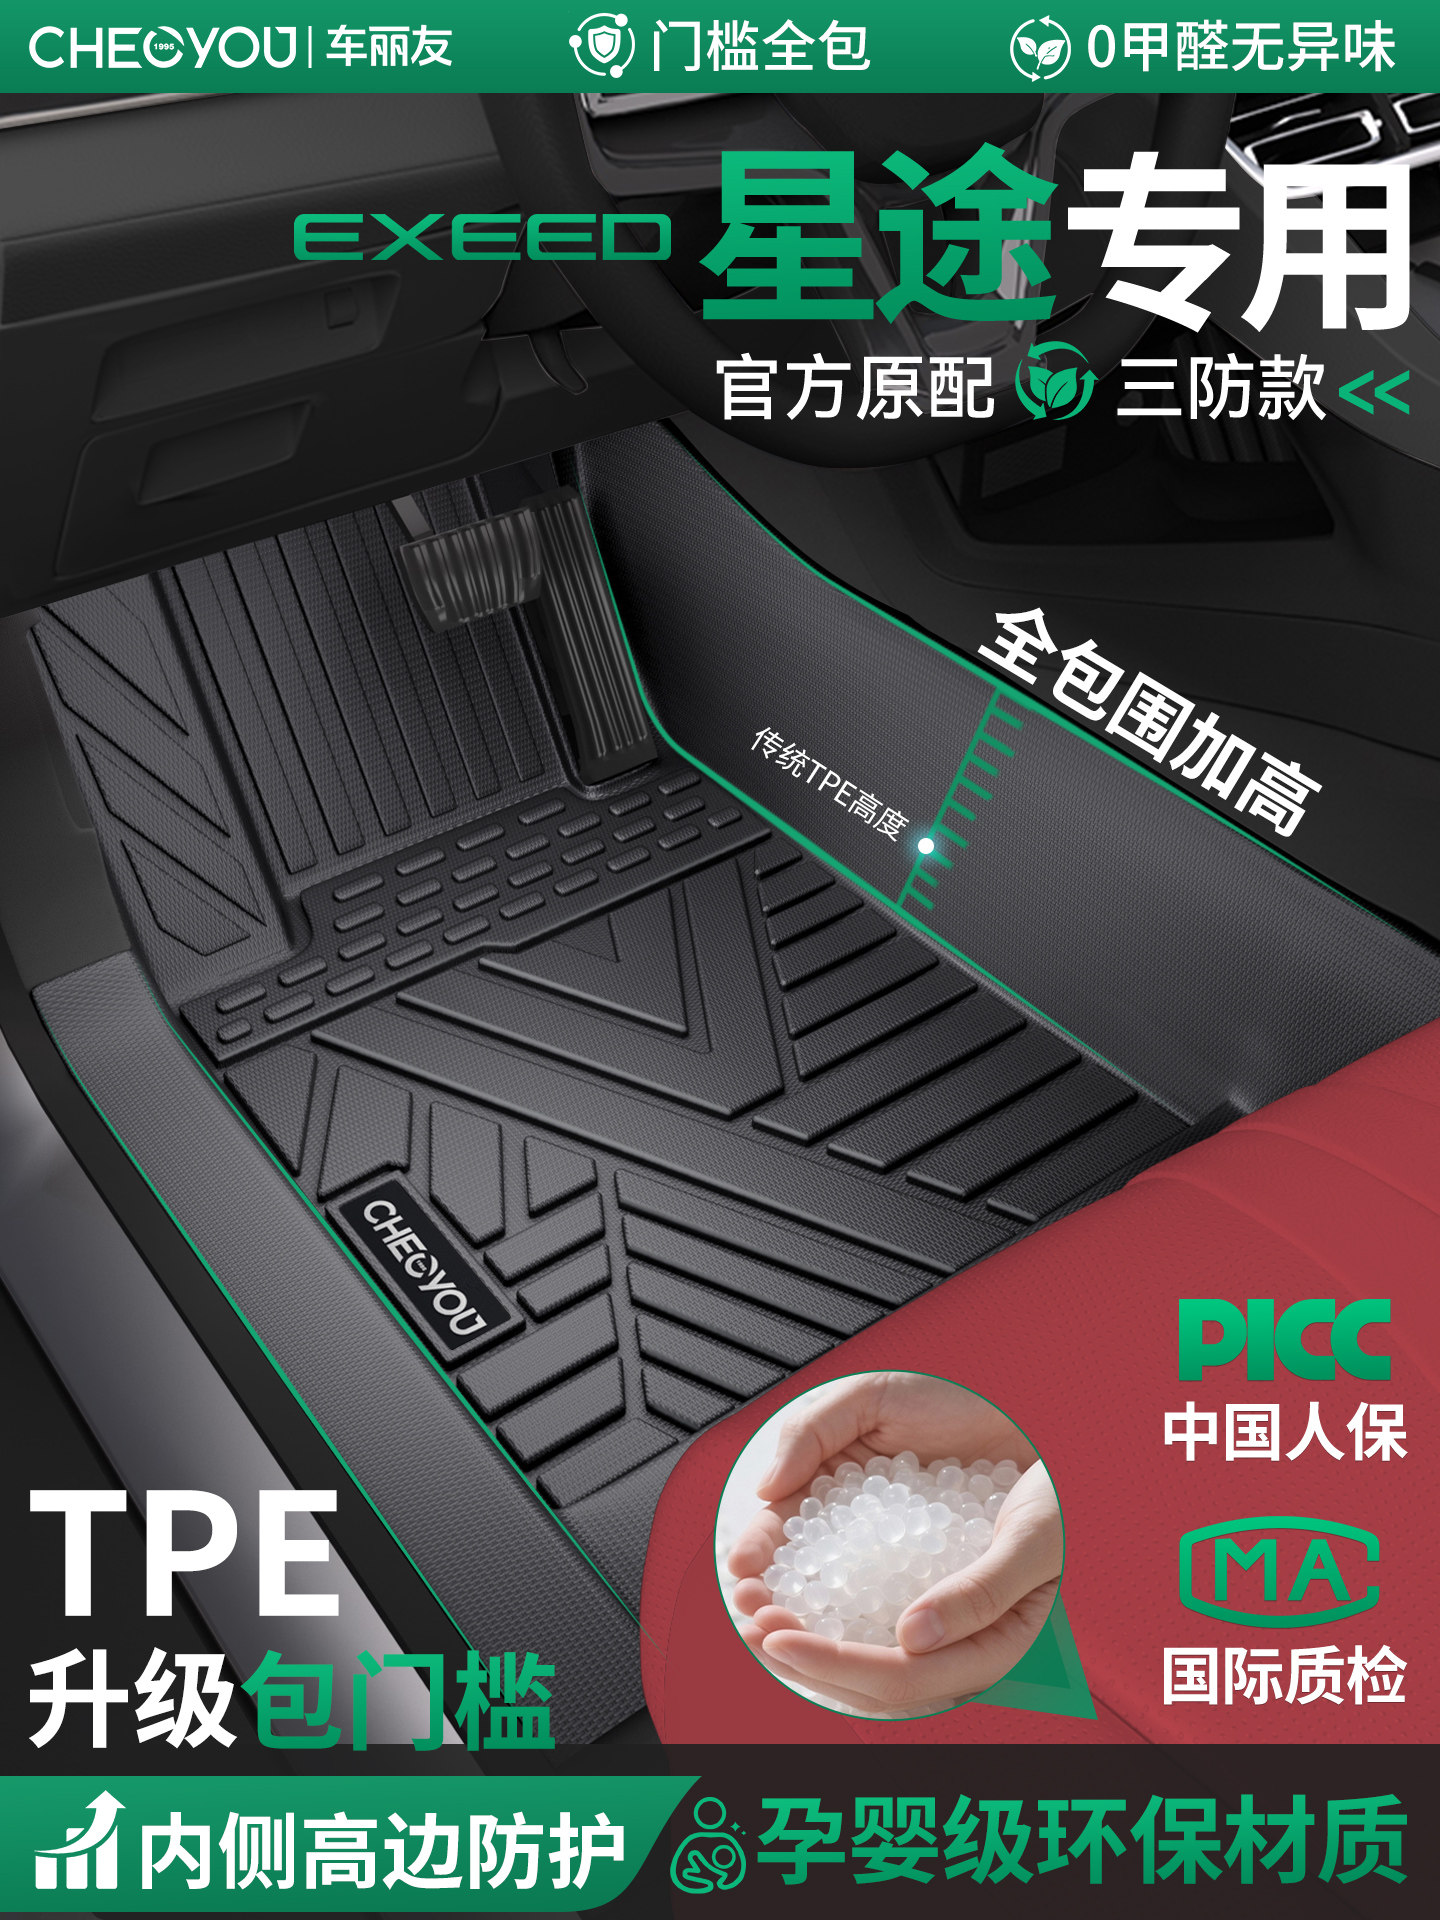 CHEOYOU 1995 | 车丽友
门槛全包
0甲醛无异味
EXEED 星途专用
官方原配 三防款 <<
全包围加高
传统TPE高度
CHEOYOU
PICC
中国人保
MA
国际质检
TPE
升级包门槛
内侧高边防护
孕婴级环保材质